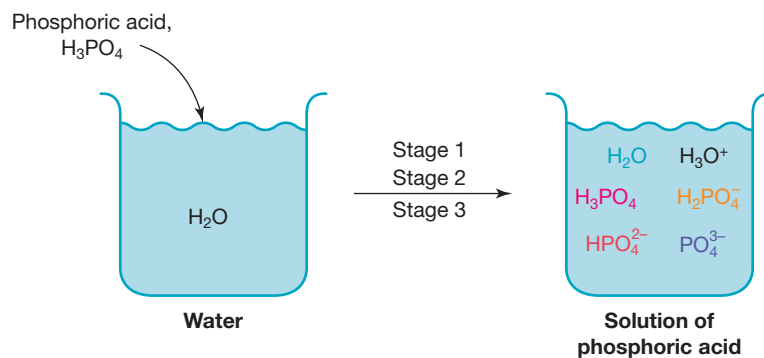 Phosphoric acid,
H₃PO₄
H₂O
Water
Stage 1
Stage 2
Stage 3
H₂O H₃O⁺
H₃PO₄ H₂PO₄⁻
HPO₄²⁻ PO₄³⁻
Solution of
phosphoric acid